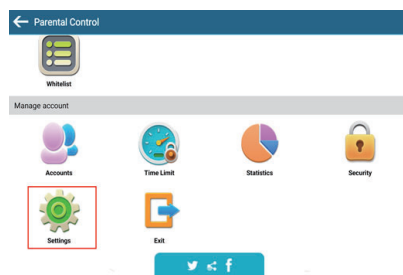 Parental Control
Whitelist
Manage account
Accounts Time Limit Statistics Security
Settings Exit